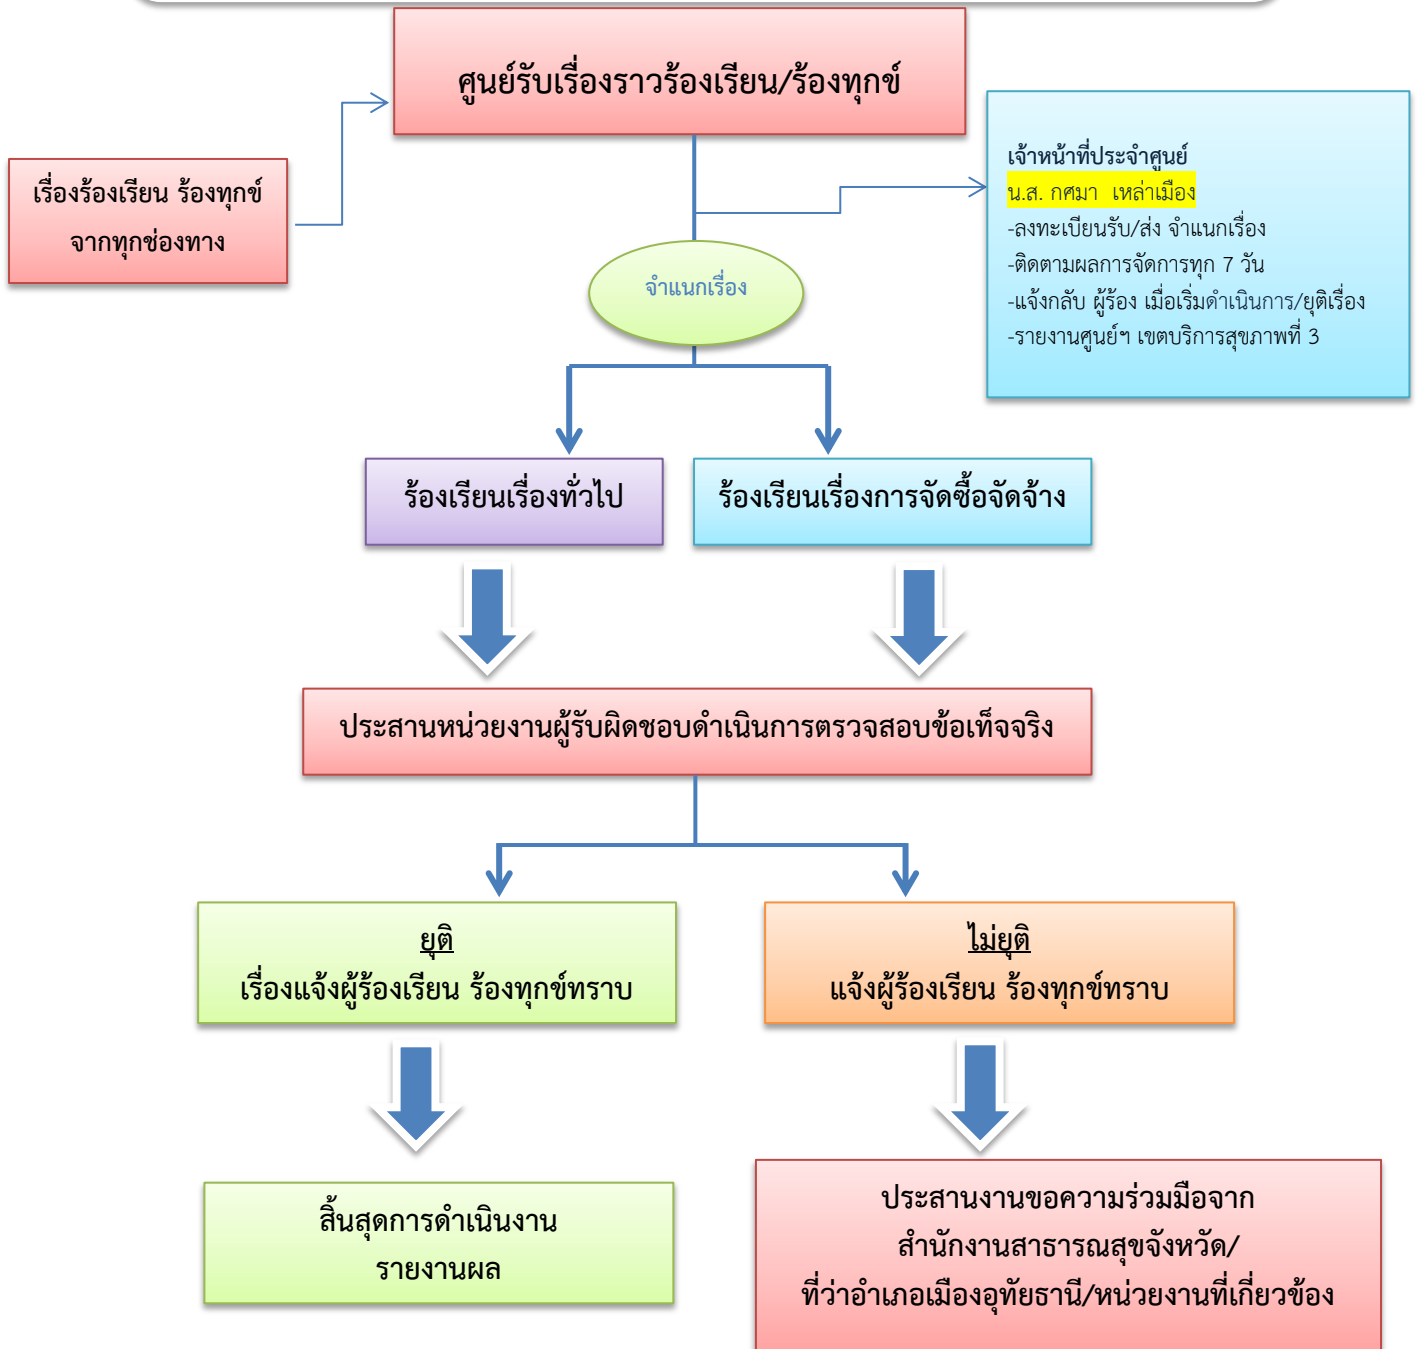 ศูนย์รับเรื่องราวร้องเรียน/ร้องทุกข์
เรื่องร้องเรียน ร้องทุกข์
จากทุกช่องทาง
เจ้าหน้าที่ประจำศูนย์
น.ส. กศมา เหล่าเมือง
-ลงทะเบียนรับ/ส่ง จำแนกเรื่อง
-ติดตามผลการจัดการทุก 7 วัน
-แจ้งกลับ ผู้ร้อง เมื่อเริ่มดำเนินการ/ยุติเรื่อง
-รายงานศูนย์ฯ เขตบริการสุขภาพที่ 3
จำแนกเรื่อง
ร้องเรียนเรื่องทั่วไป
ร้องเรียนเรื่องการจัดซื้อจัดจ้าง
ประสานหน่วยงานผู้รับผิดชอบดำเนินการตรวจสอบข้อเท็จจริง
ยุติ
เรื่องแจ้งผู้ร้องเรียน ร้องทุกข์ทราบ
ไม่ยุติ
แจ้งผู้ร้องเรียน ร้องทุกข์ทราบ
สิ้นสุดการดำเนินงาน
รายงานผล
ประสานงานขอความร่วมมือจาก
สำนักงานสาธารณสุขจังหวัด/
ที่ว่าอำเภอเมืองอุทัยธานี/หน่วยงานที่เกี่ยวข้อง